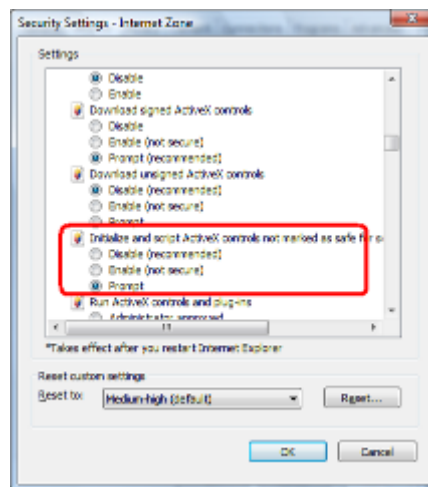 Security Settings - Internet Zone
Settings
Disable
Enable
Download signed ActiveX controls
Disable
Enable (not secure)
Prompt (recommended)
Download unsigned ActiveX controls
Disable (recommended)
Enable (not secure)
Prompt
Initialize and script ActiveX controls not marked as safe for s
Disable (recommended)
Enable (not secure)
Prompt
Run ActiveX controls and plug-ins
Administrator approved
*Takes effect after you restart Internet Explorer
Reset custom settings
Reset to:
Medium-high (default)
Reset...
OK
Cancel